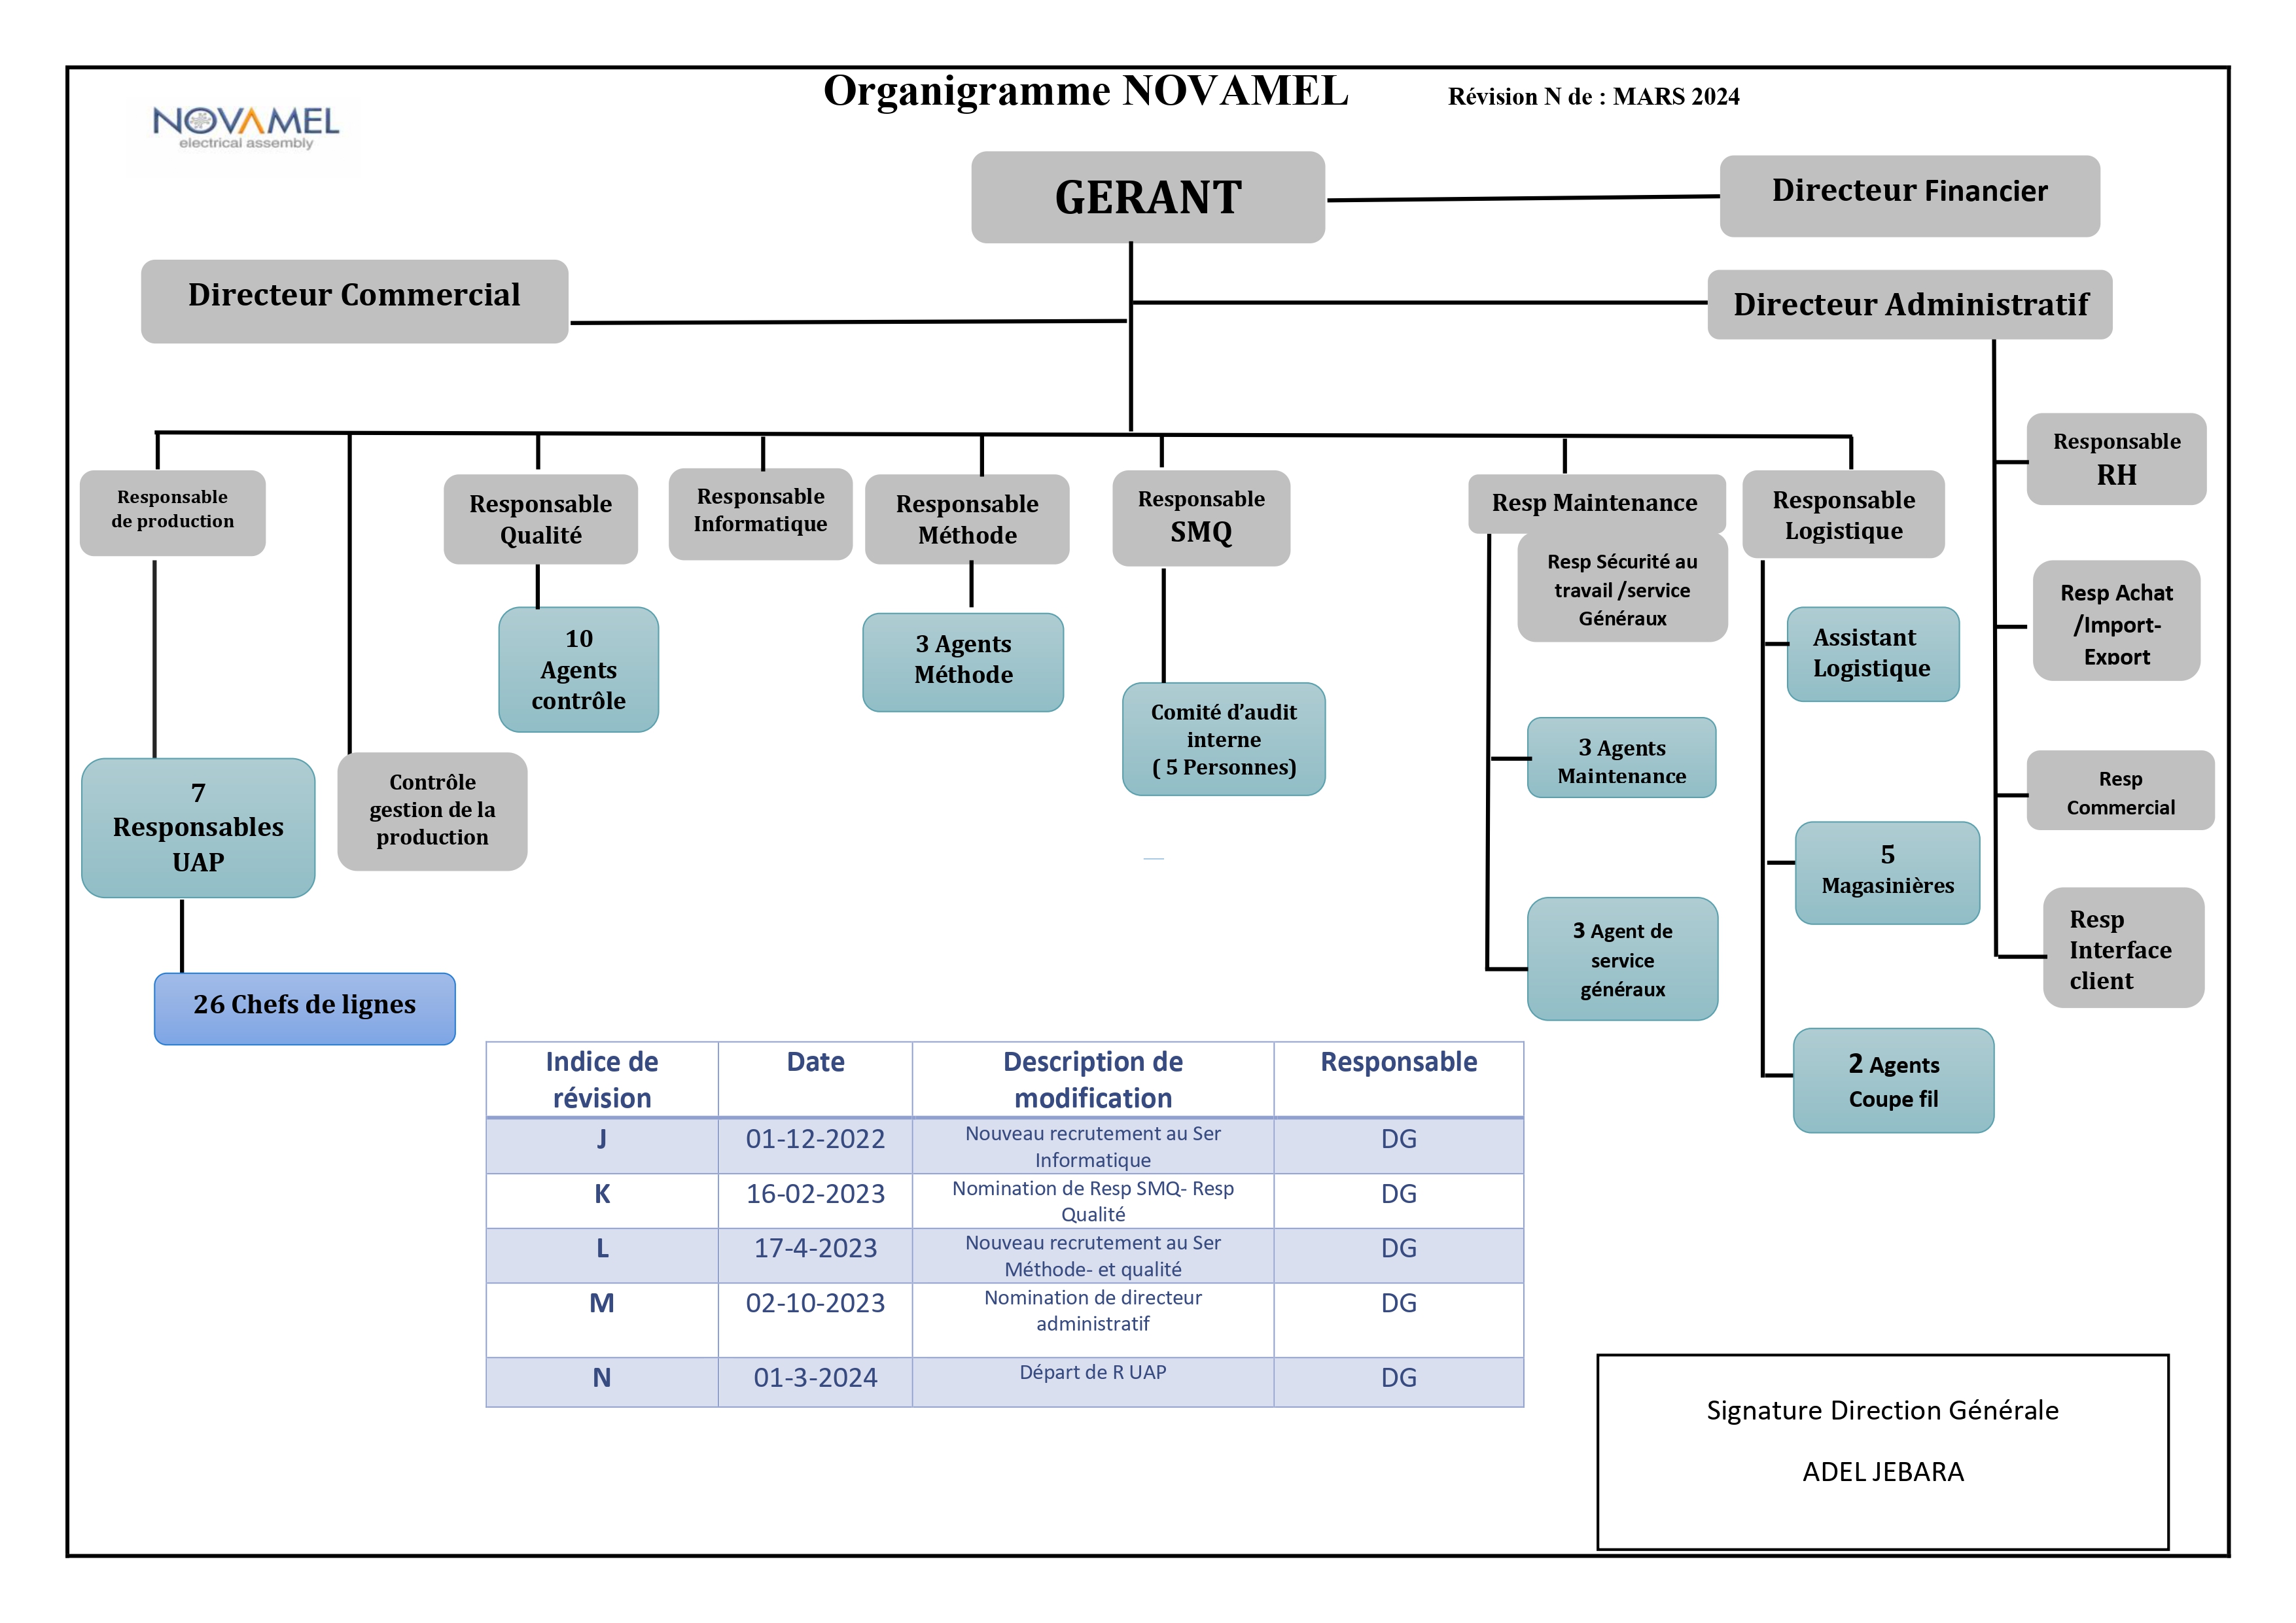 Organigramme NOVAMEL Révision N de : MARS 2024
NOVAMEL
electrical assembly
GERANT
Directeur Financier
Directeur Commercial
Directeur Administratif
Responsable
de production
Responsable
Qualité
Responsable
Informatique
Responsable
Méthode
Responsable
SMQ
Resp Maintenance
Resp Sécurité au
travail /service
Généraux
Responsable
Logistique
Responsable
RH
Resp Achat
/Import-
Export
Resp
Commercial
Resp
Interface
client
10
Agents
contrôle
3 Agents
Méthode
Comité d’audit
interne
( 5 Personnes)
Assistant
Logistique
3 Agents
Maintenance
5
Magasinières
3 Agent de
service
généraux
2 Agents
Coupe fil
7
Responsables
UAP
Contrôle
gestion de la
production
26 Chefs de lignes
Indice de
révision
Date
Description de
modification
Responsable
J
01-12-2022
Nouveau recrutement au Ser
Informatique
DG
K
16-02-2023
Nomination de Resp SMQ- Resp
Qualité
DG
L
17-4-2023
Nouveau recrutement au Ser
Méthode- et qualité
DG
M
02-10-2023
Nomination de directeur
administratif
DG
N
01-3-2024
Départ de R UAP
DG
Signature Direction Générale
ADEL JEBARA